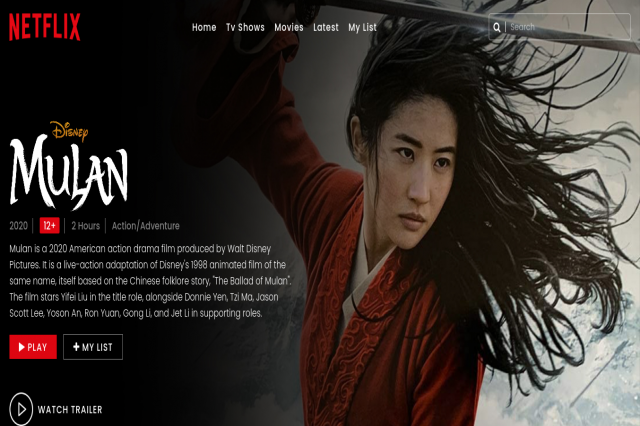 NETFLIX
Home Tv Shows Movies Latest My List
Search
Disney
MULAN
2020 12+ 2 Hours Action/Adventure
Mulan is a 2020 American action drama film produced by Walt Disney
Pictures. It is a live-action adaptation of Disney's 1998 animated film of the
same name, itself based on the Chinese folklore story, "The Ballad of Mulan".
The film stars Yifei Liu in the title role, alongside Donnie Yen, Tzi Ma, Jason
Scott Lee, Yoson An, Ron Yuan, Gong Li, and Jet Li in supporting roles.
PLAY + MY LIST
WATCH TRAILER